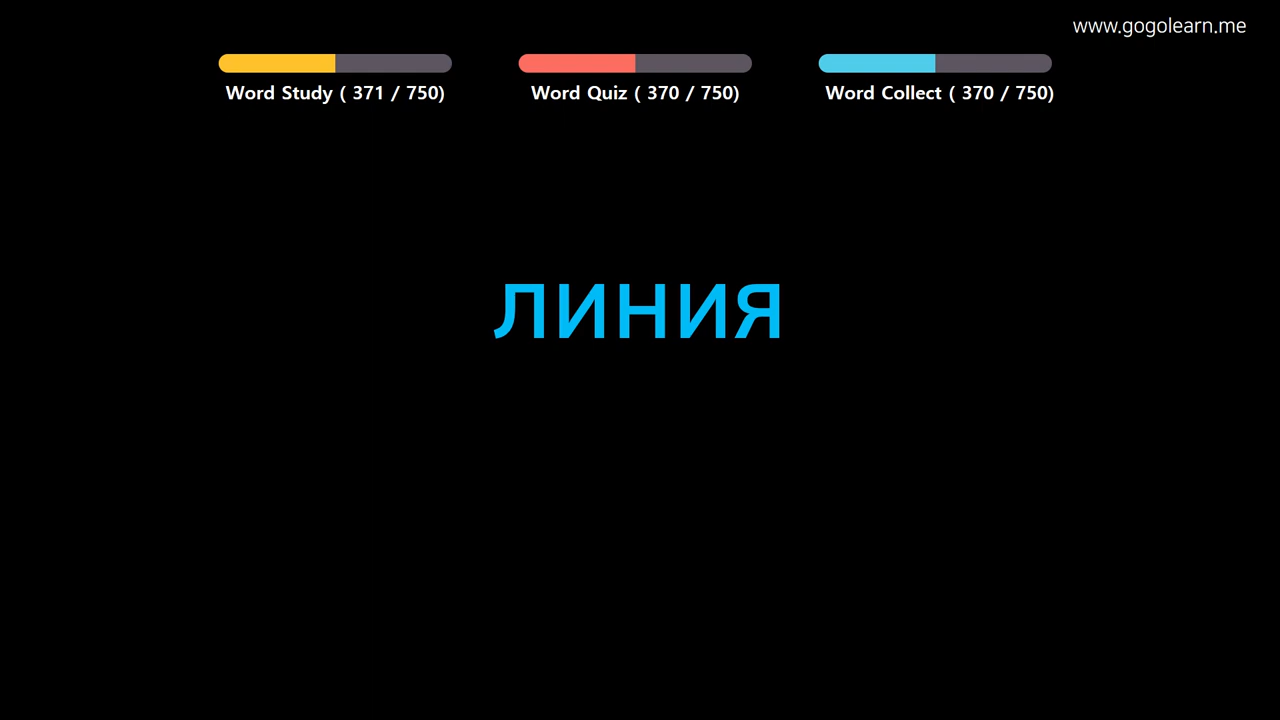 www.gogolearn.me
Word Study ( 371 / 750)
Word Quiz ( 370 / 750)
Word Collect ( 370 / 750)
линия